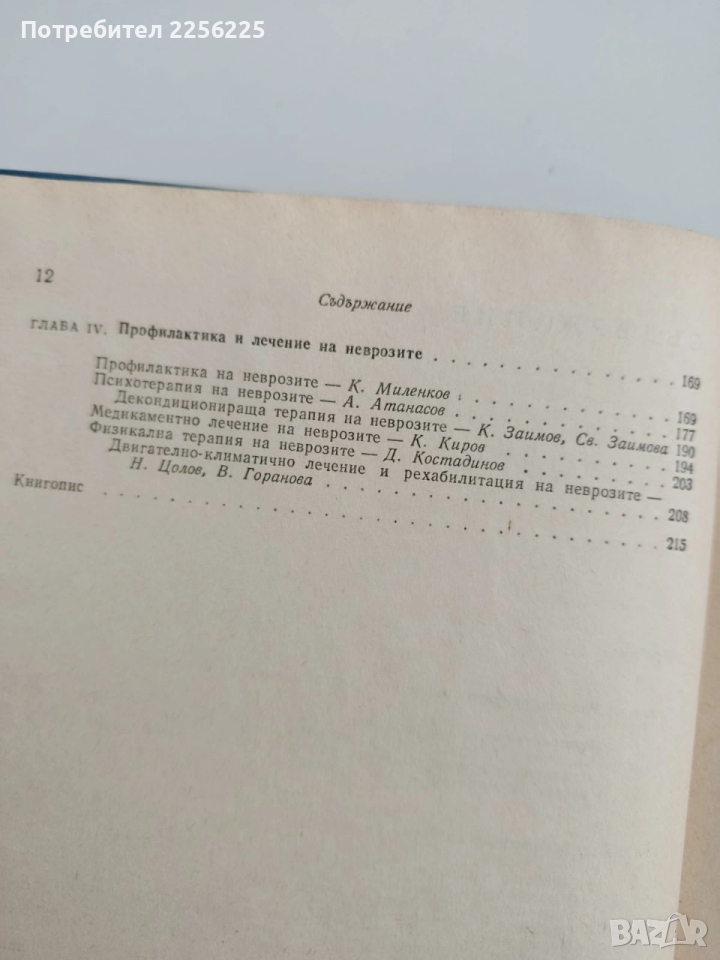 Потребител 2256225
12
Съдържание
ГЛАВА IV. Профилактика и лечение на неврозите . . . . . . . . . . . 169
Профилактика на неврозите — К. Миленков . . . . . . . . . . 169
Психотерапия на неврозите — А. Атанасов . . . . . . . . . . 177
Декондиционираща терапия на неврозите — К. Заимов, Св. Заимова 190
Медикаментно лечение на неврозите — К. Киров . . . . . . . . 194
Физикална терапия на неврозите — Д. Костадинов . . . . . . . 203
Двигателно-климатично лечение и рехабилитация на неврозите —
Н. Цолов, В. Горанова . . . . . . . . . . . . . . . . . 208
Книгопис . . . . . . . . . . . . . . . . . . . . . . . . . 215
BAZAR